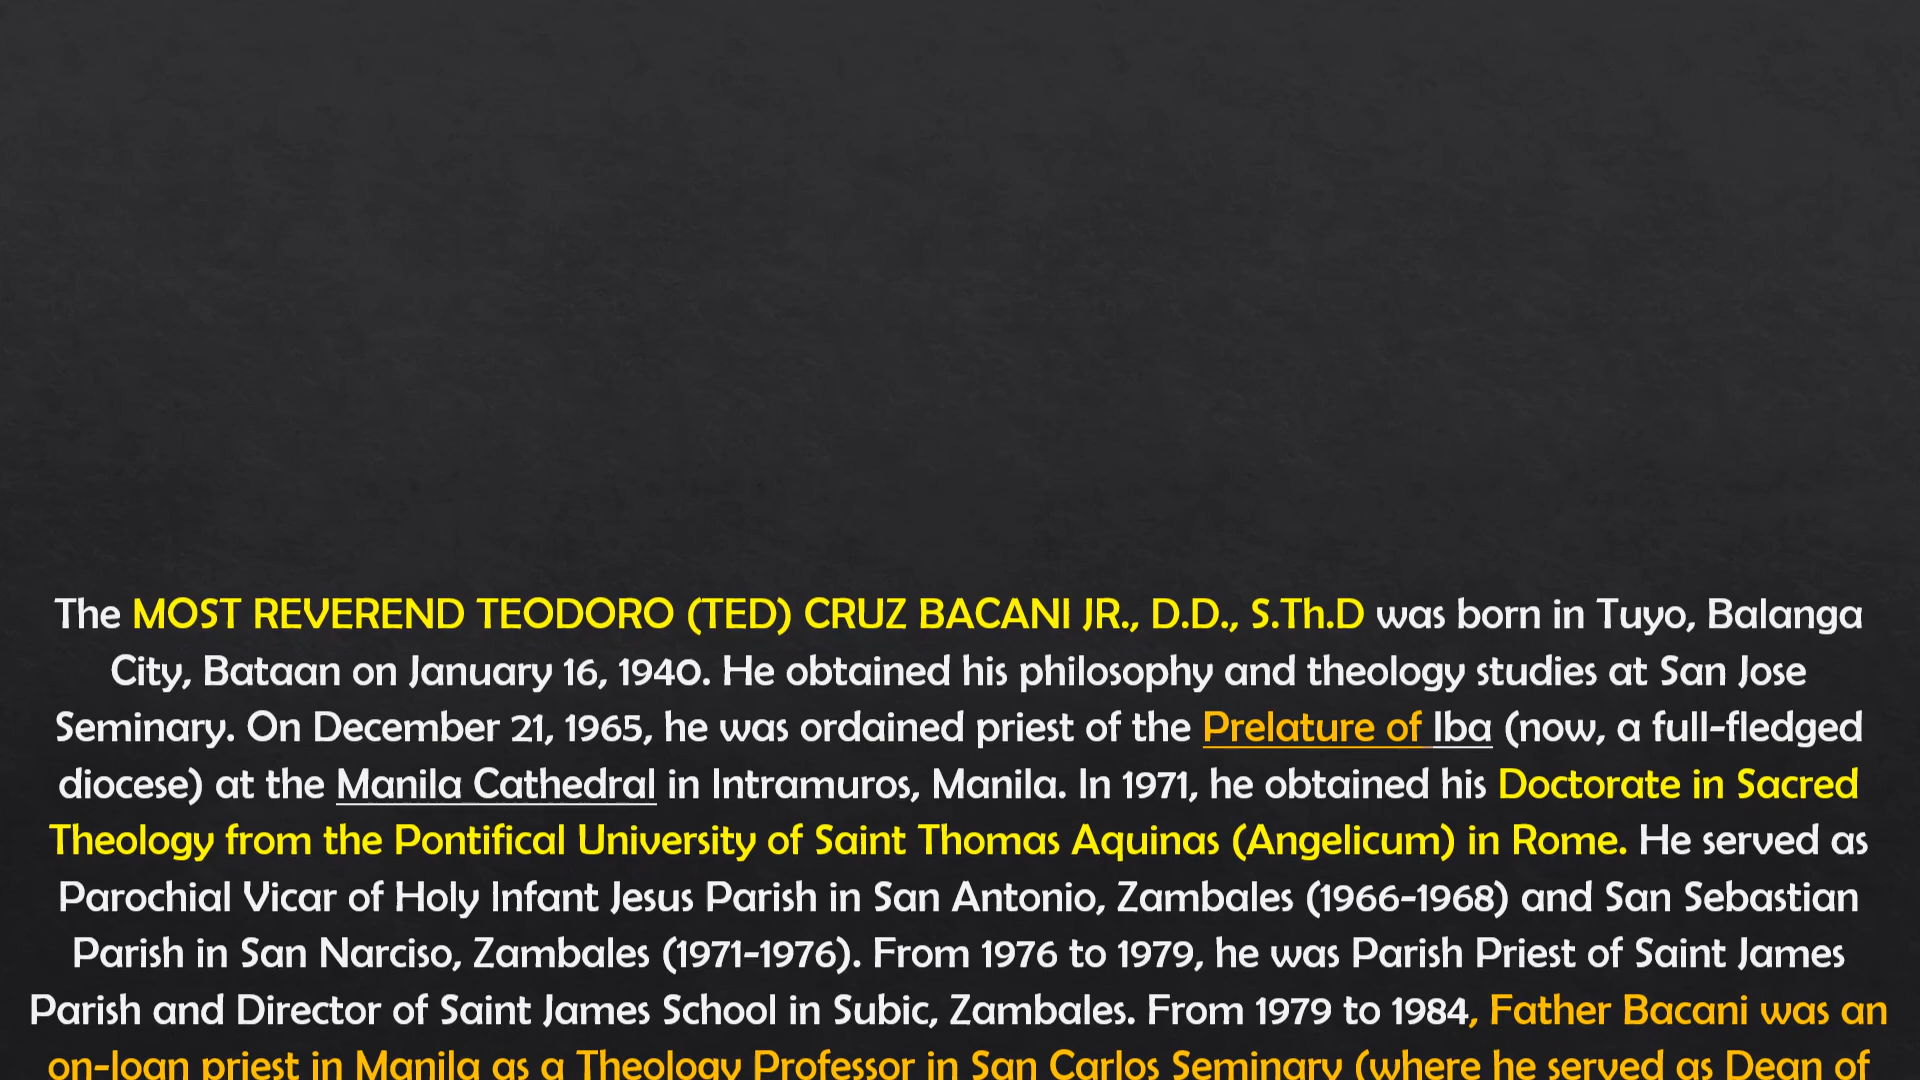 The MOST REVEREND TEODORO (TED) CRUZ BACANI JR., D.D., S.Th.D was born in Tuyo, Balanga
City, Bataan on January 16, 1940. He obtained his philosophy and theology studies at San Jose
Seminary. On December 21, 1965, he was ordained priest of the Prelature of Iba (now, a full-fledged
diocese) at the Manila Cathedral in Intramuros, Manila. In 1971, he obtained his Doctorate in Sacred
Theology from the Pontifical University of Saint Thomas Aquinas (Angelicum) in Rome. He served as
Parochial Vicar of Holy Infant Jesus Parish in San Antonio, Zambales (1966-1968) and San Sebastian
Parish in San Narciso, Zambales (1971-1976). From 1976 to 1979, he was Parish Priest of Saint James
Parish and Director of Saint James School in Subic, Zambales. From 1979 to 1984, Father Bacani was an
on-loan priest in Manila as a Theology Professor in San Carlos Seminary (where he served as Dean of